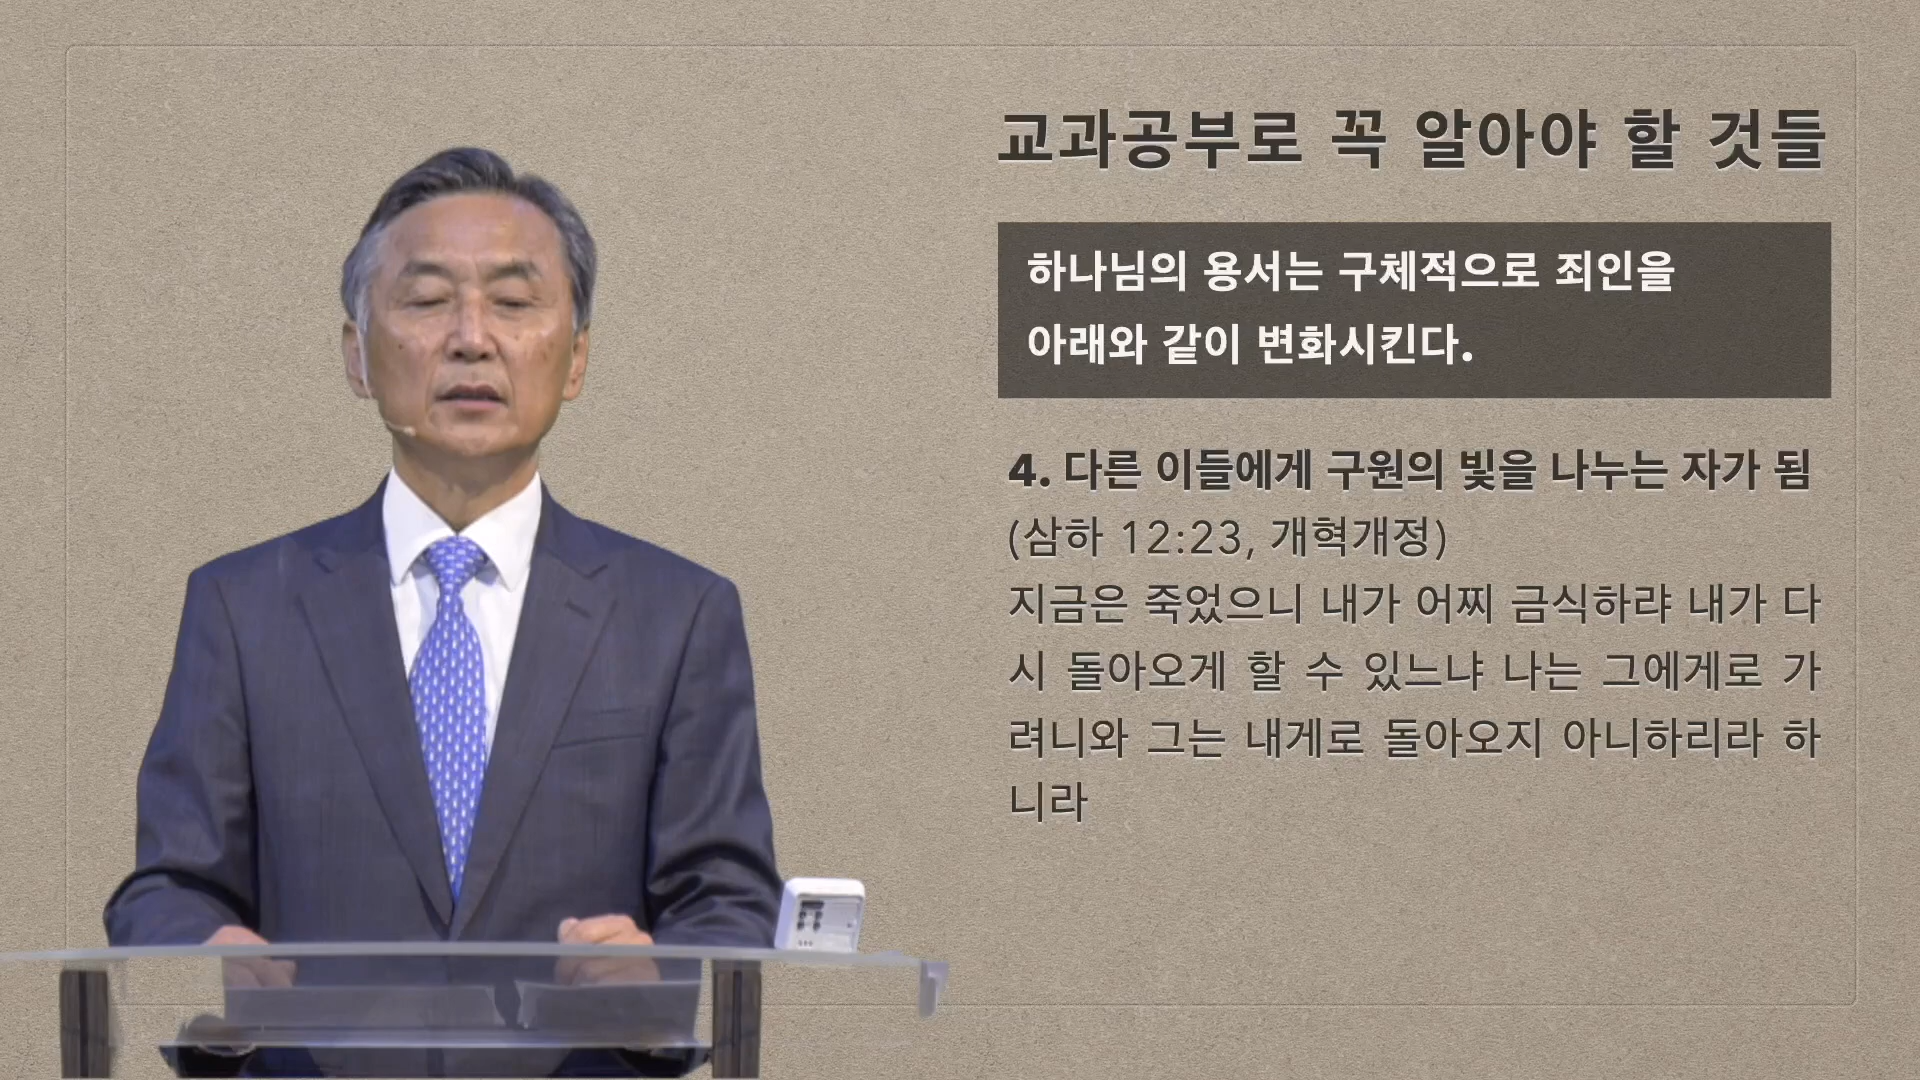 교과공부로 꼭 알아야 할 것들
하나님의 용서는 구체적으로 죄인을
아래와 같이 변화시킨다.
4. 다른 이들에게 구원의 빛을 나누는 자가 됨
(삼하 12:23, 개혁개정)
지금은 죽었으니 내가 어찌 금식하랴 내가 다
시 돌아오게 할 수 있느냐 나는 그에게로 가
려니와 그는 내게로 돌아오지 아니하리라 하
니라